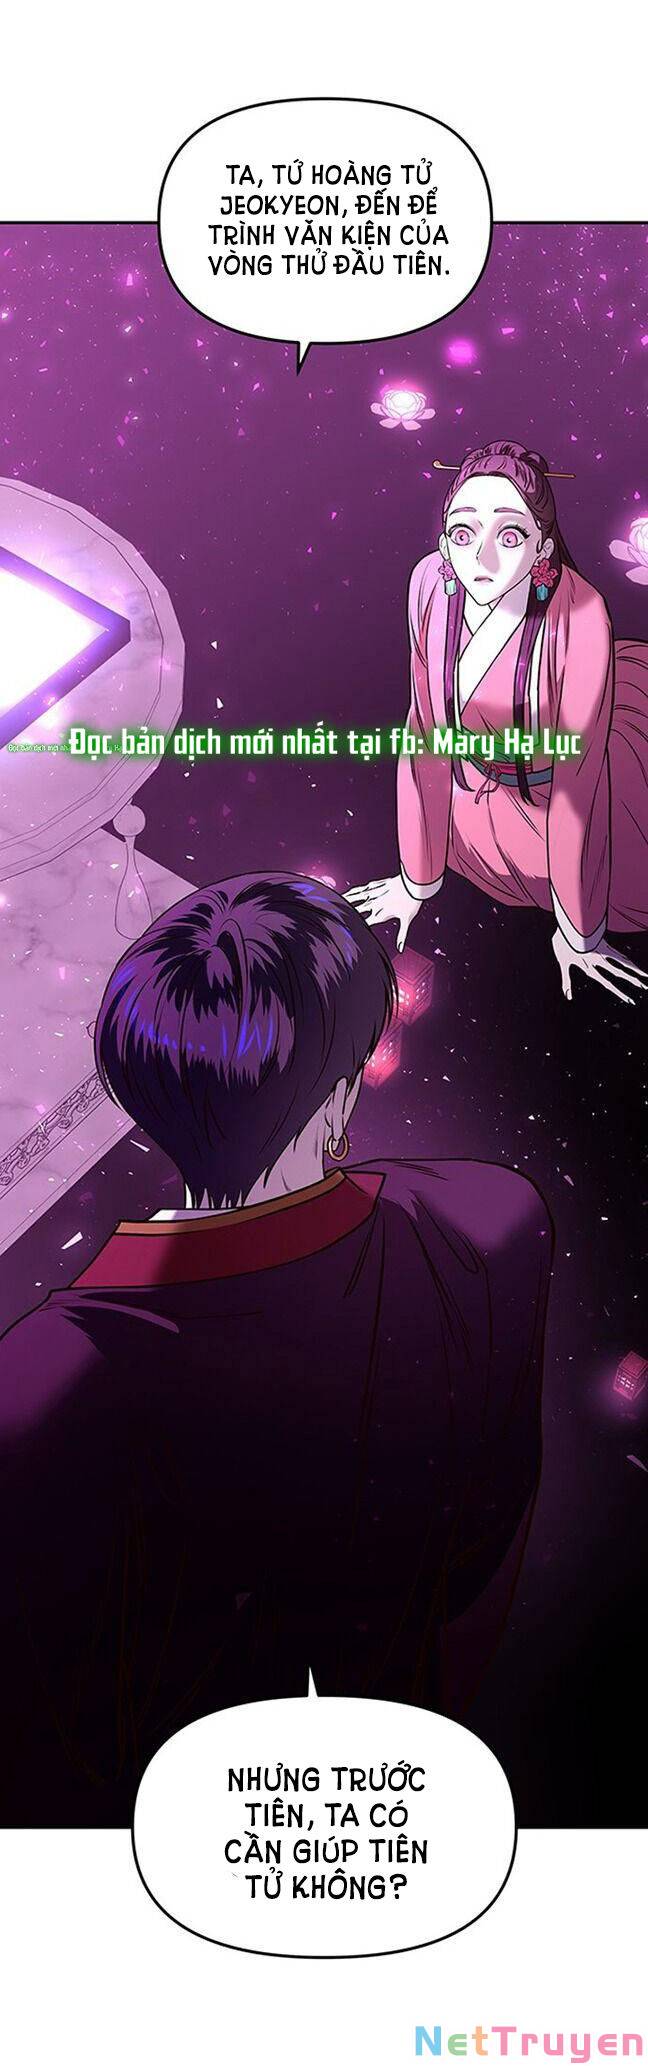 TA, TỨ HOÀNG TỬ
JEOKYEON, ĐẾN ĐỂ
TRÌNH VĂN KIỆN CỦA
VÒNG THỬ ĐẦU TIÊN.
Đọc bản dịch mới nhất tại fb: Mary Hạ Lục
NHƯNG TRƯỚC
TIÊN, TA CÓ
CẦN GIÚP TIÊN
TỬ KHÔNG?
NetTruyen